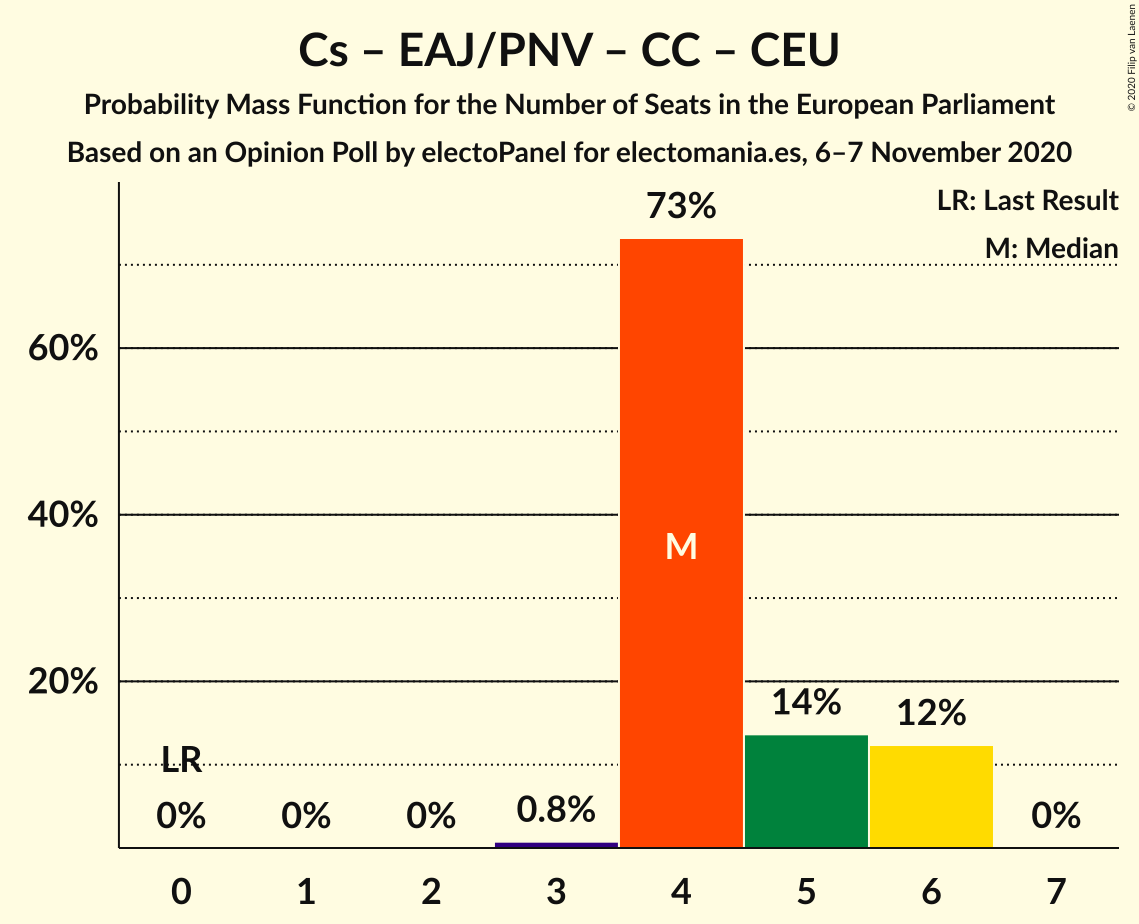 Cs – EAJ/PNV – CC – CEU
Probability Mass Function for the Number of Seats in the European Parliament
Based on an Opinion Poll by electoPanel for electomania.es, 6–7 November 2020
© 2020 Filip van Laenen
LR: Last Result
M: Median
73%
60%
40%
M
20%
14%
12%
LR
0%
0%
0%
0.8%
0%
0 1 2 3 4 5 6 7